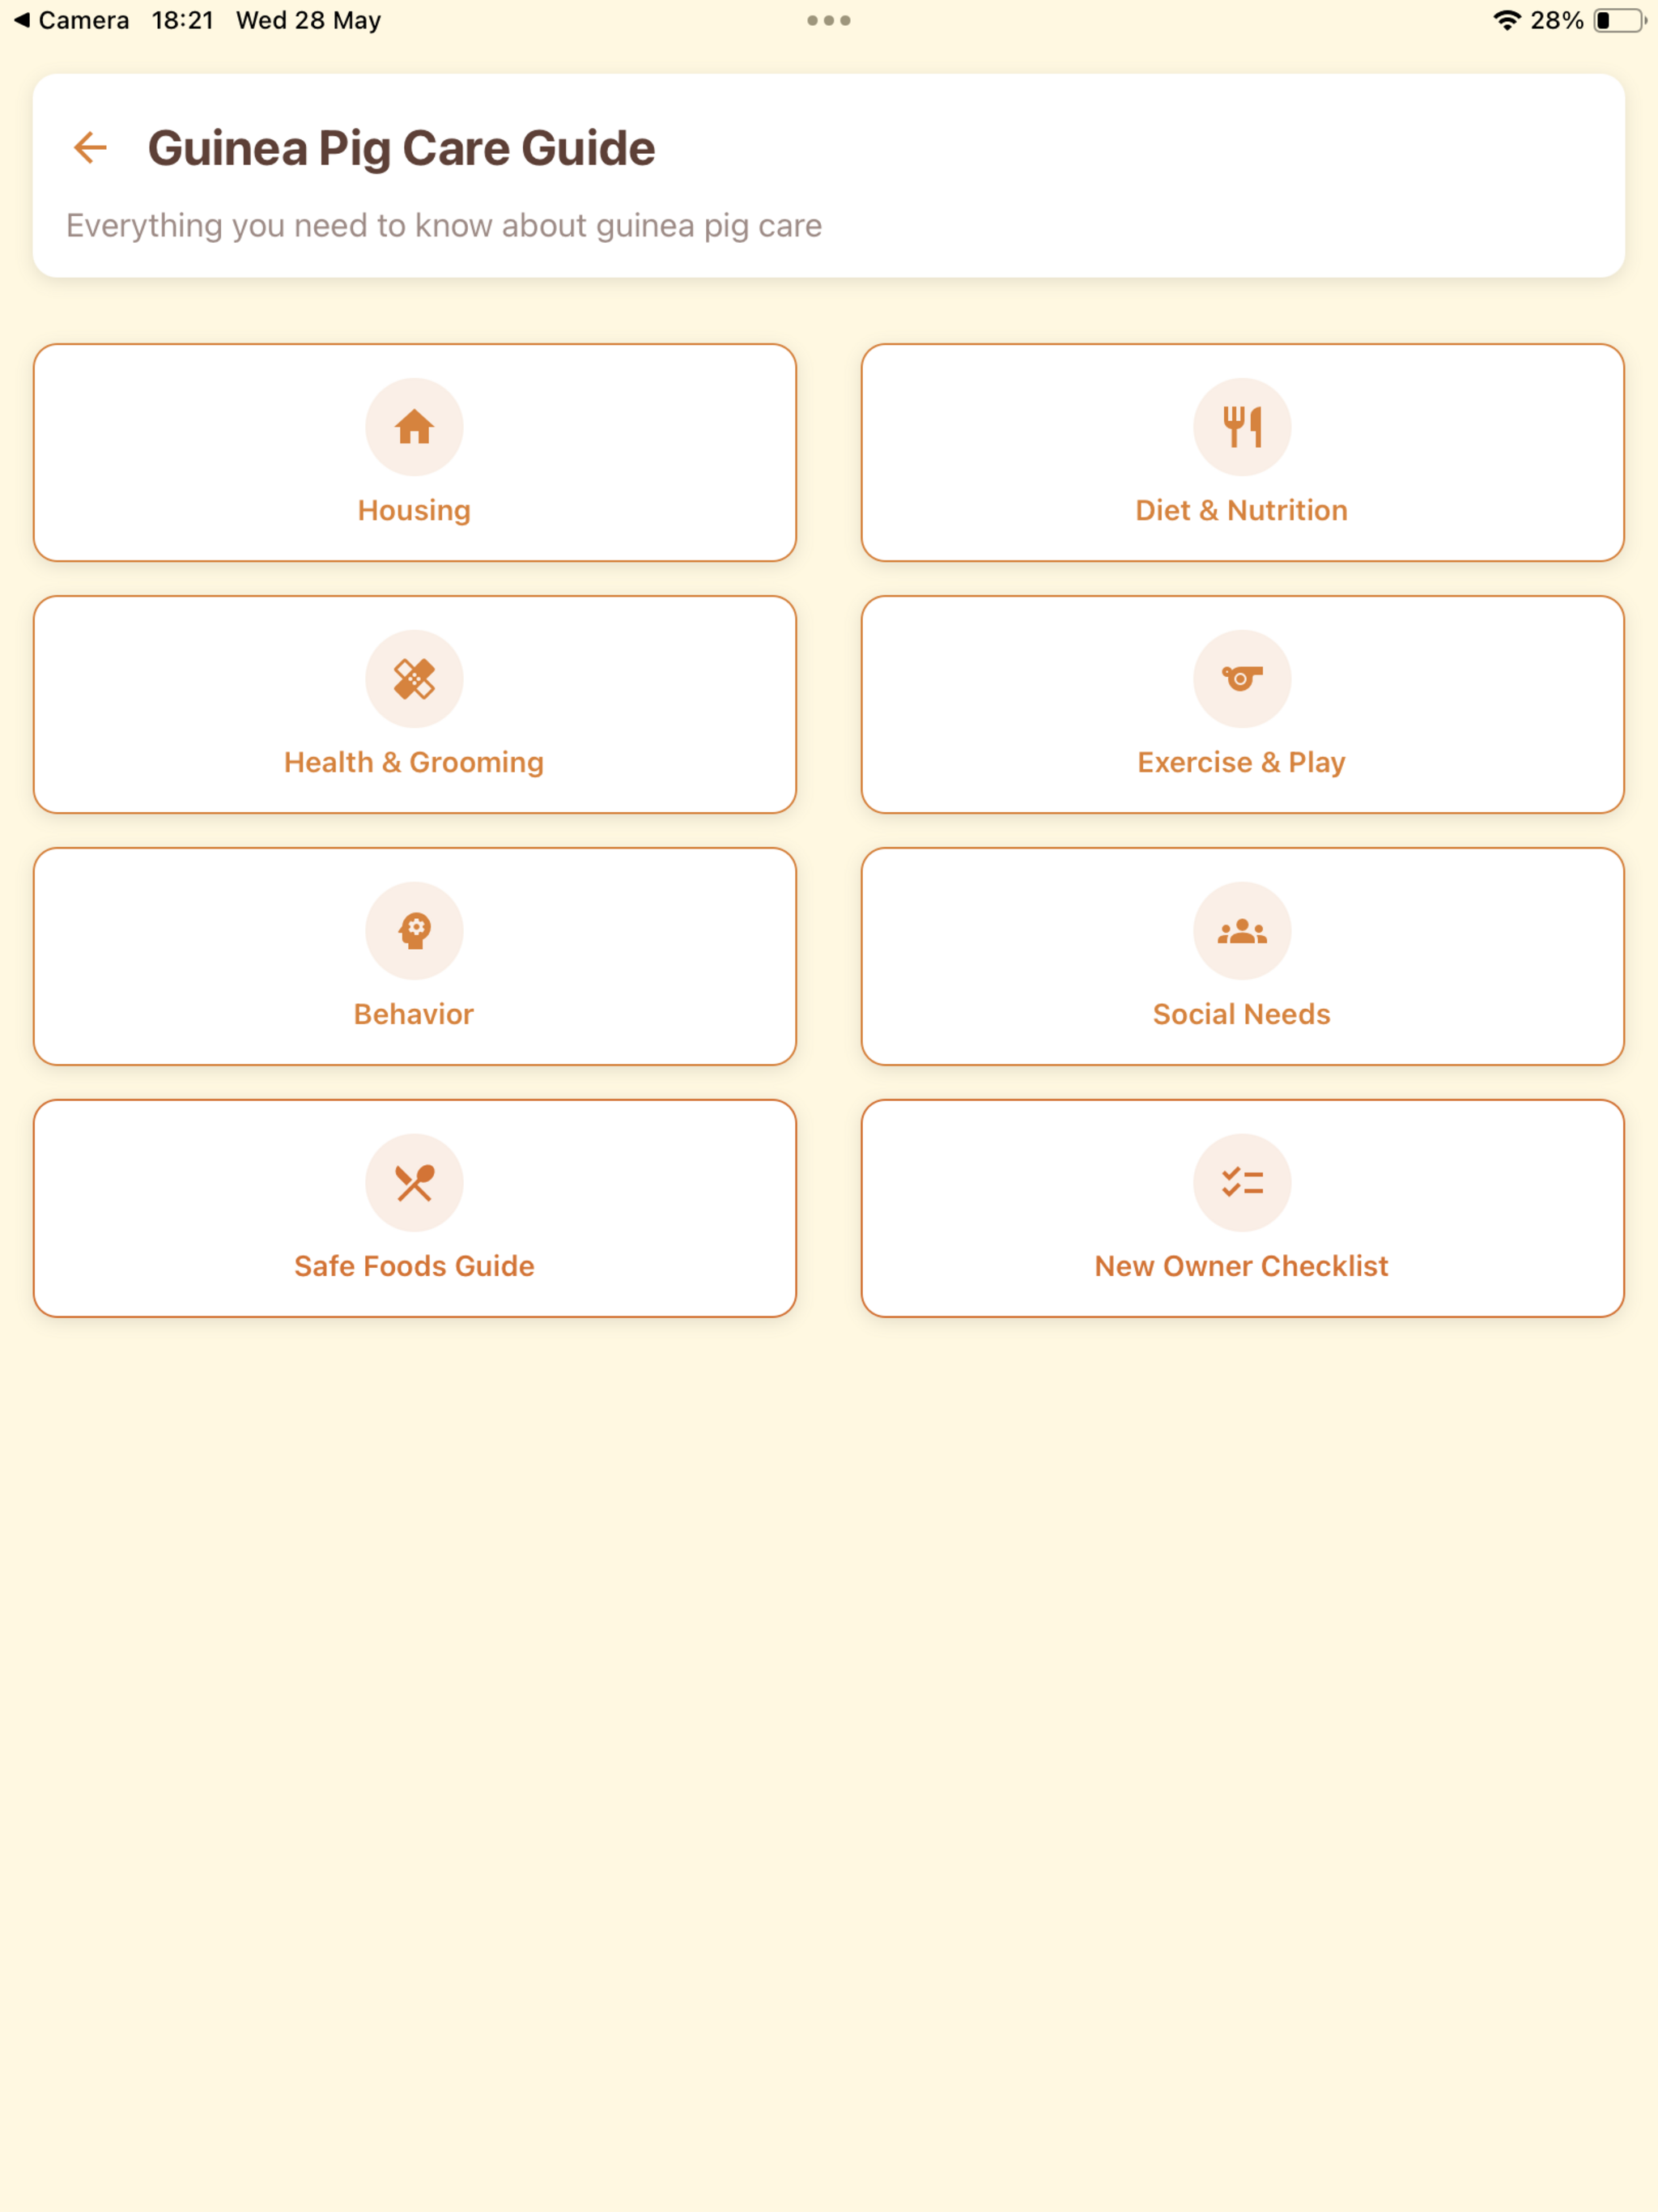 Camera 18:21 Wed 28 May 28%
Guinea Pig Care Guide
Everything you need to know about guinea pig care
Housing
Diet & Nutrition
Health & Grooming
Exercise & Play
Behavior
Social Needs
Safe Foods Guide
New Owner Checklist